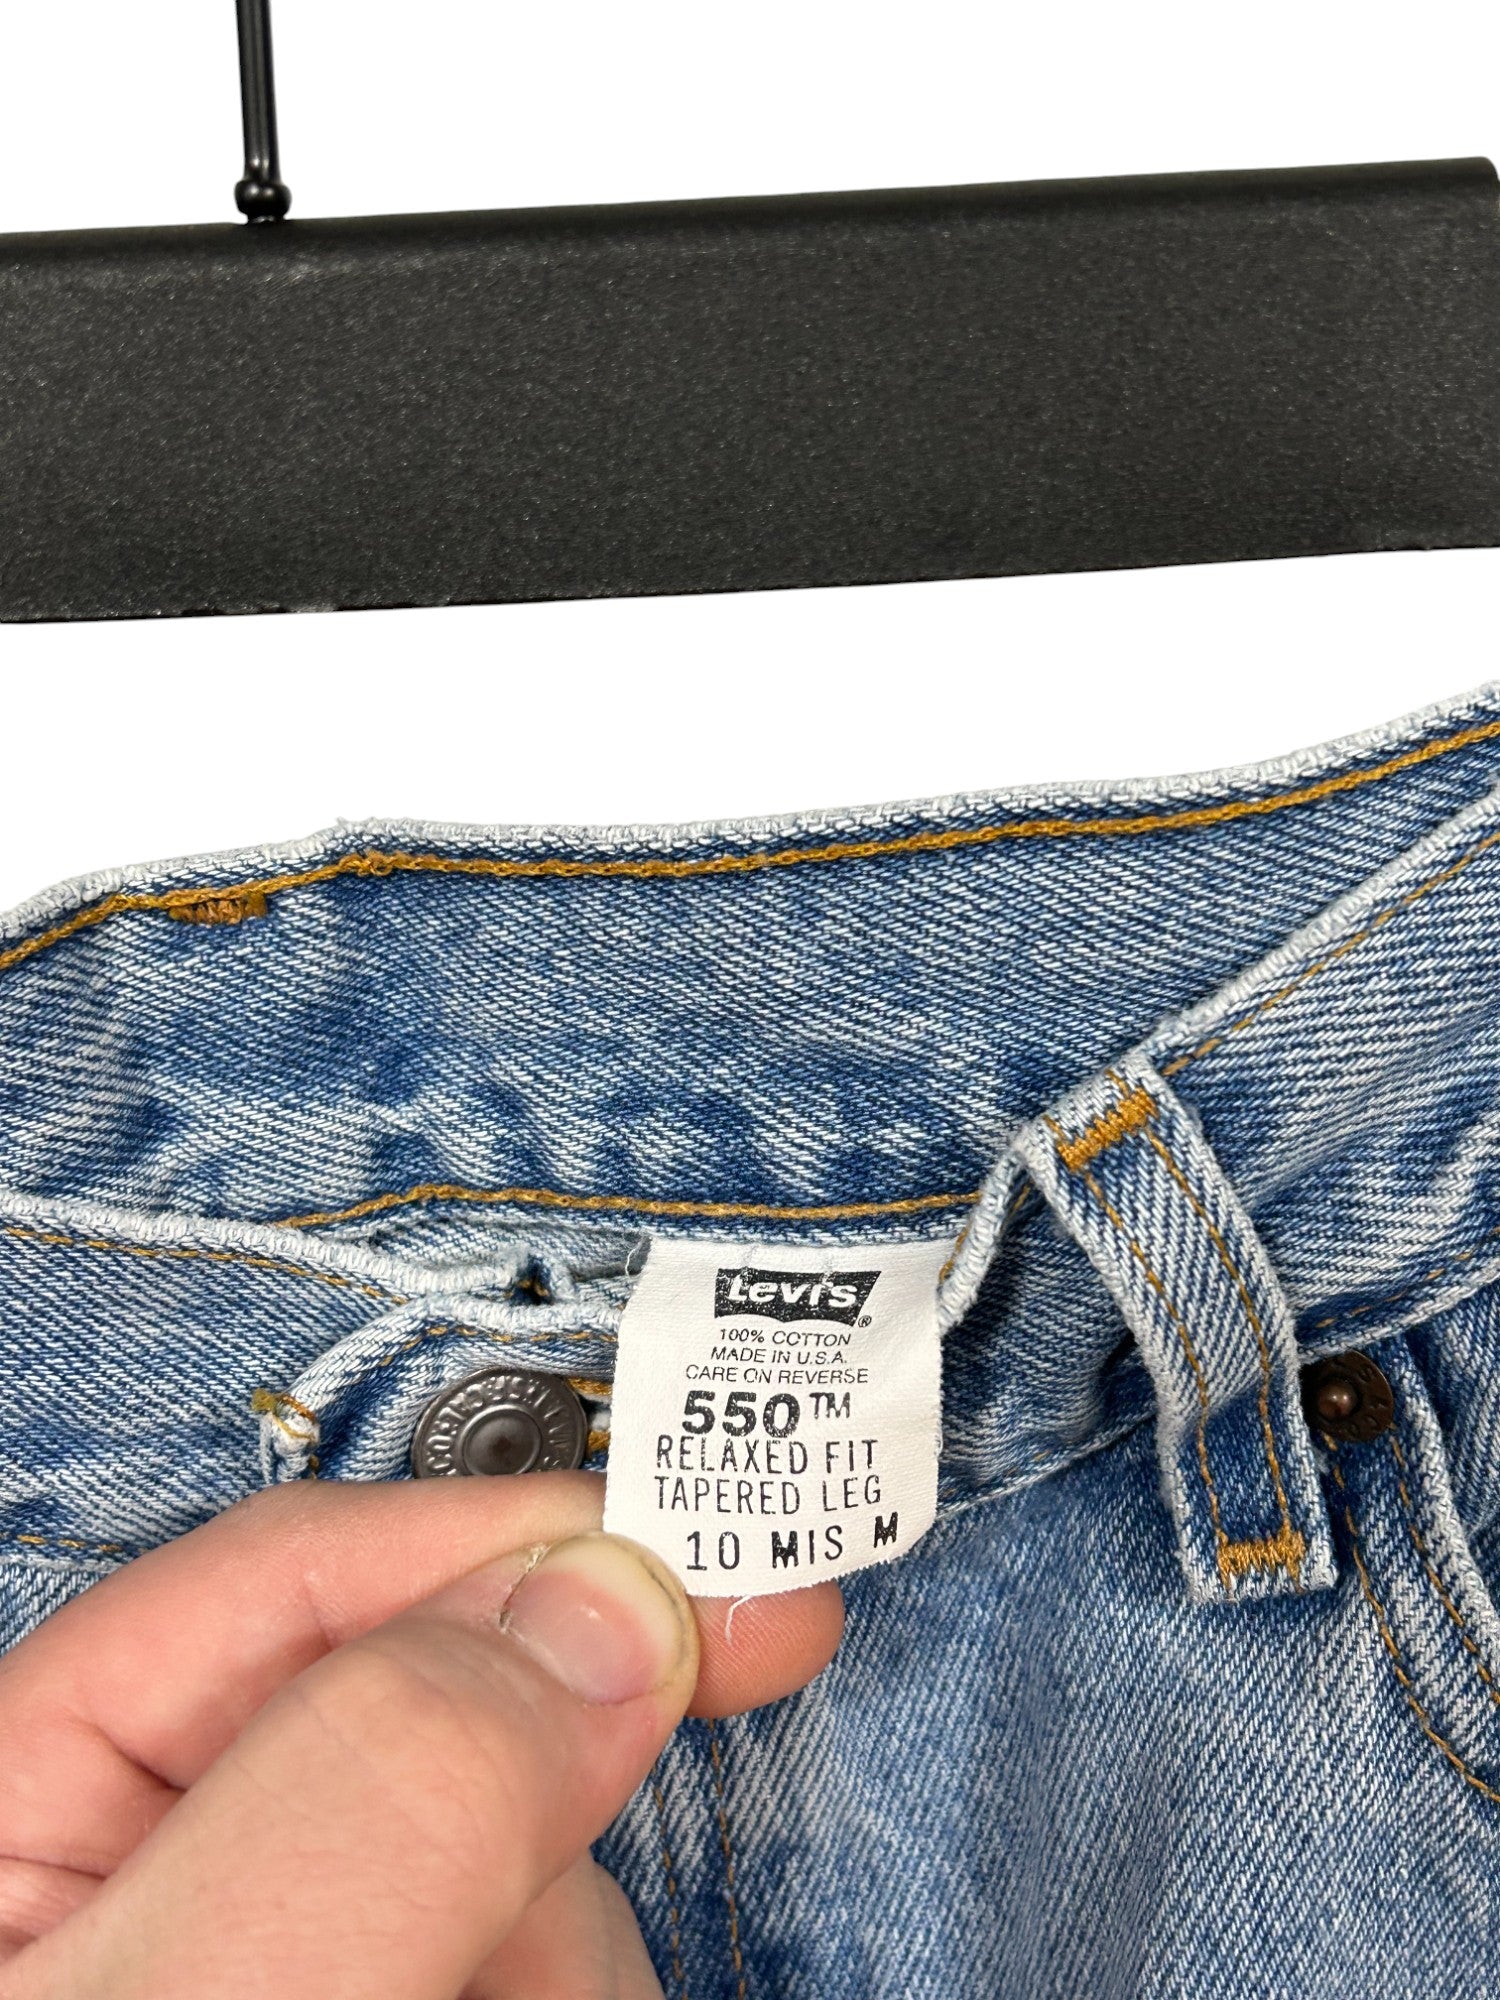 Levi's®
100% COTTON
MADE IN U.S.A.
CARE ON REVERSE
550™
RELAXED FIT
TAPERED LEG
10 MIS M